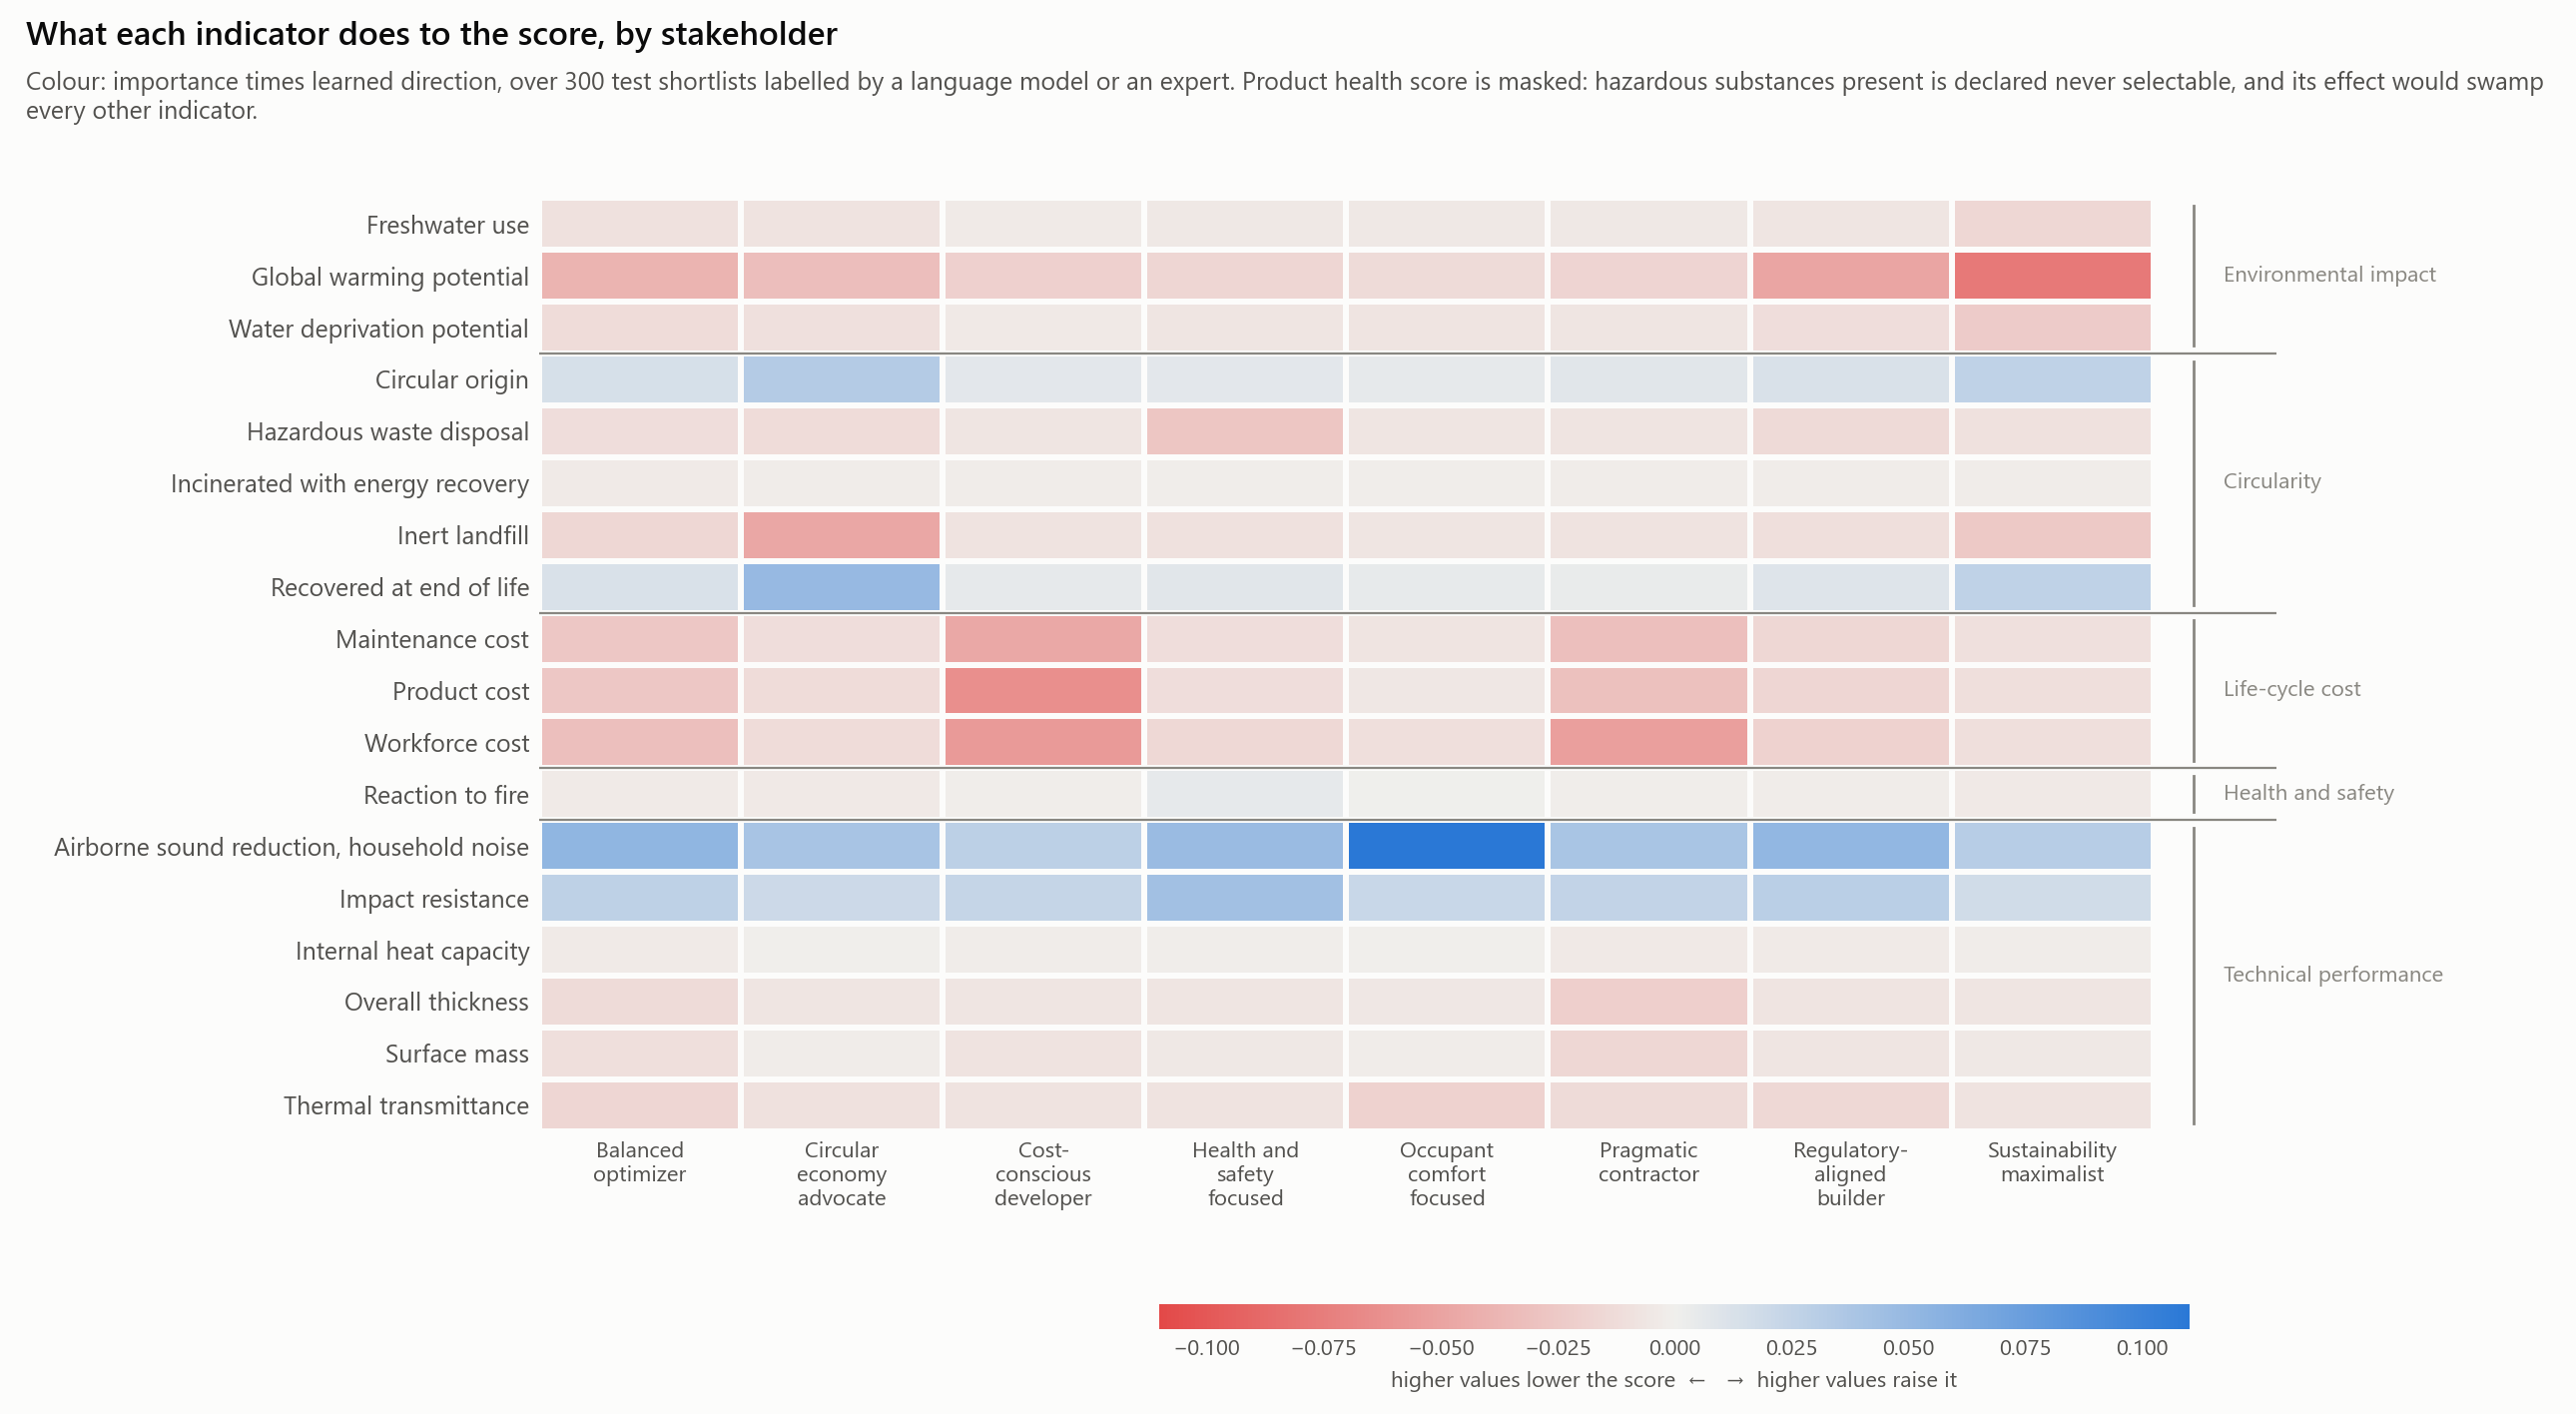 What each indicator does to the score, by stakeholder
Colour: importance times learned direction, over 300 test shortlists labelled by a language model or an expert. Product health score is masked: hazardous substances present is declared never selectable, and its effect would swamp
every other indicator.
Freshwater use
Global warming potential
Environmental impact
Water deprivation potential
Circular origin
Hazardous waste disposal
Incinerated with energy recovery
Circularity
Inert landfill
Recovered at end of life
Maintenance cost
Product cost
Life-cycle cost
Workforce cost
Reaction to fire
Health and safety
Airborne sound reduction, household noise
Impact resistance
Internal heat capacity
Technical performance
Overall thickness
Surface mass
Thermal transmittance
Balanced
optimizer
Circular
economy
advocate
Cost-
conscious
developer
Health and
safety
focused
Occupant
comfort
focused
Pragmatic
contractor
Regulatory-
aligned
builder
Sustainability
maximalist
−0.100 −0.075 −0.050 −0.025 0.000 0.025 0.050 0.075 0.100
higher values lower the score ← → higher values raise it